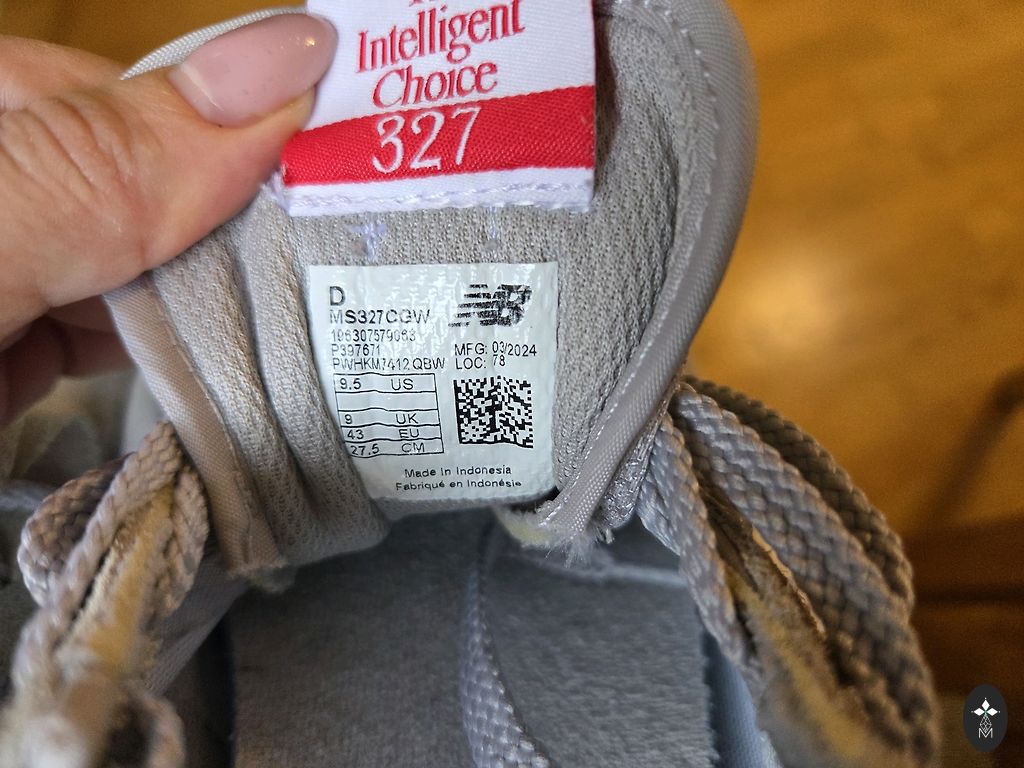 Intelligent
Choice
327
D
MS327CGW
196307579063
P397671
PWHKM7412 QBW
MFG: 03/2024
LOC: 78
9.5 US
9 UK
43 EU
27.5 CM
Made in Indonesia
Fabriqué en Indonésie
M